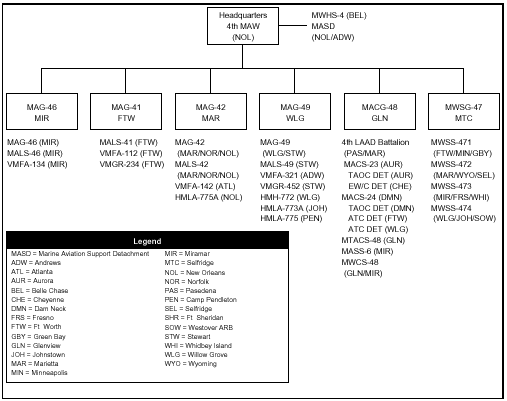 Headquarters
4th MAW
(NOL)
MWHS-4 (BEL)
MASD
(NOL/ADW)
MAG-46
MIR
MAG-41
FTW
MAG-42
MAR
MAG-49
WLG
MACG-48
GLN
MWSG-47
MTC
MAG-46 (MIR)
MALS-46 (MIR)
VMFA-134 (MIR)
MALS-41 (FTW)
VMFA-112 (FTW)
VMGR-234 (FTW)
MAG-42
(MAR/NOR/NOL)
MALS-42
(MAR/NOR/NOL)
VMFA-142 (ATL)
HMLA-775A (NOL)
MAG-49
(WLG/STW)
MALS-49 (STW)
VMFA-321 (ADW)
VMGR-452 (STW)
HMH-772 (WLG)
HMLA-773A (JOH)
HMLA-775 (PEN)
4th LAAD Battalion
(PAS/MAR)
MACS-23 (AUR)
TAOC DET (AUR)
EW/C DET (CHE)
MACS-24 (DMN)
TAOC DET (DMN)
ATC DET (FTW)
ATC DET (WLG)
MTACS-48 (GLN)
MASS-6 (MIR)
MWCS-48
(GLN/MIR)
MWSS-471
(FTW/MIN/GBY)
MWSS-472
(MAR/WYO/SEL)
MWSS-473
(MIR/FRS/WHI)
MWSS-474
(WLG/JOH/SOW)
Legend
MASD = Marine Aviation Support Detachment
ADW = Andrews
ATL = Atlanta
AUR = Aurora
BEL = Belle Chase
CHE = Cheyenne
DMN = Dam Neck
FRS = Fresno
FTW = Ft Worth
GBY = Green Bay
GLN = Glenview
JOH = Johnstown
MAR = Marietta
MIN = Minneapolis
MIR = Miramar
MTC = Selfridge
NOL = New Orleans
NOR = Norfolk
PAS = Pasedena
PEN = Camp Pendleton
SEL = Selfridge
SHR = Ft Sheridan
SOW = Westover ARB
STW = Stewart
WHI = Whidbey Island
WLG = Willow Grove
WYO = Wyoming